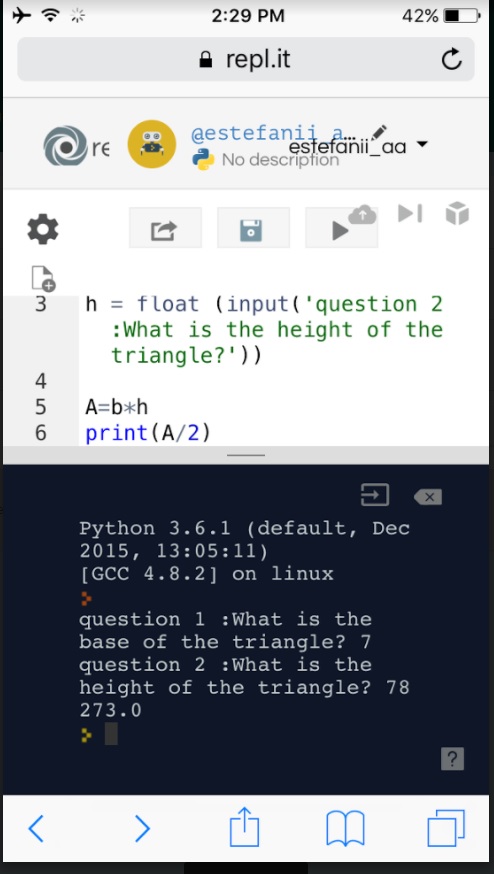 2:29 PM
42%
repl.it
re
@estefanii_a…
estefanii_aa
No description
3 h = float (input('question 2
:What is the height of the
triangle?'))
4
5 A=b*h
6 print(A/2)
Python 3.6.1 (default, Dec
2015, 13:05:11)
[GCC 4.8.2] on linux
question 1 :What is the
base of the triangle? 7
question 2 :What is the
height of the triangle? 78
273.0
?